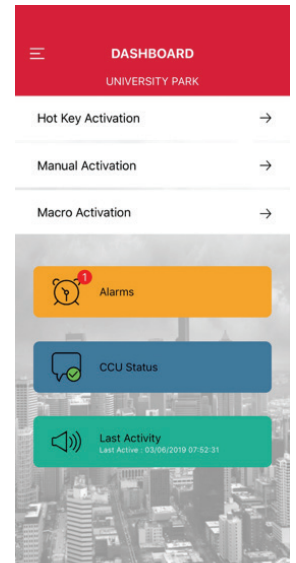 DASHBOARD
UNIVERSITY PARK
Hot Key Activation
Manual Activation
Macro Activation
1
Alarms
CCU Status
Last Activity
Last Active : 03/06/2019 07:52:31